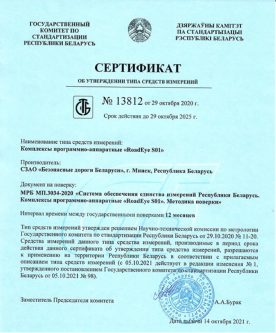 ГОСУДАРСТВЕННЫЙ
КОМИТЕТ ПО
СТАНДАРТИЗАЦИИ
РЕСПУБЛИКИ БЕЛАРУСЬ
ДЗЯРЖАЎНЫ КАМІТЭТ
ПА СТАНДАРТЫЗАЦЫІ
РЭСПУБЛІКІ БЕЛАРУСЬ
СЕРТИФИКАТ
ОБ УТВЕРЖДЕНИИ ТИПА СРЕДСТВ ИЗМЕРЕНИЙ
№ 13812 от 29 октября 2020 г.
Срок действия до 29 октября 2025 г.
Наименование типа средств измерений:
Комплексы программно-аппаратные «RoadEye S01»
Производитель:
СЗАО «Безопасные дороги Беларуси», г. Минск, Республика Беларусь
Документ на поверку:
МРБ МП.3034-2020 «Система обеспечения единства измерений Республики Беларусь.
Комплексы программно-аппаратные «RoadEye S01». Методика поверки»
Интервал времени между государственными поверками 12 месяцев
Тип средств измерений утвержден решением Научно-технической комиссии по метрологии
Государственного комитета по стандартизации Республики Беларусь от 29.10.2020 № 11-20.
Средства измерений данного типа средства измерений, произведенные в период срока
действия данного сертификата об утверждении типа средства измерений, разрешаются к
применению на территории Республики Беларусь в соответствии с прилагаемым
описанием типа средств измерений (с 05.10.2021 действует в редакции изменения №1,
утвержденного постановлением Государственного комитета по стандартизации Республики
Беларусь от 05.10.2021 № 98).
Заместитель Председателя комитета
А.А.Бурак
Дата выдачи 14 октября 2021 г.